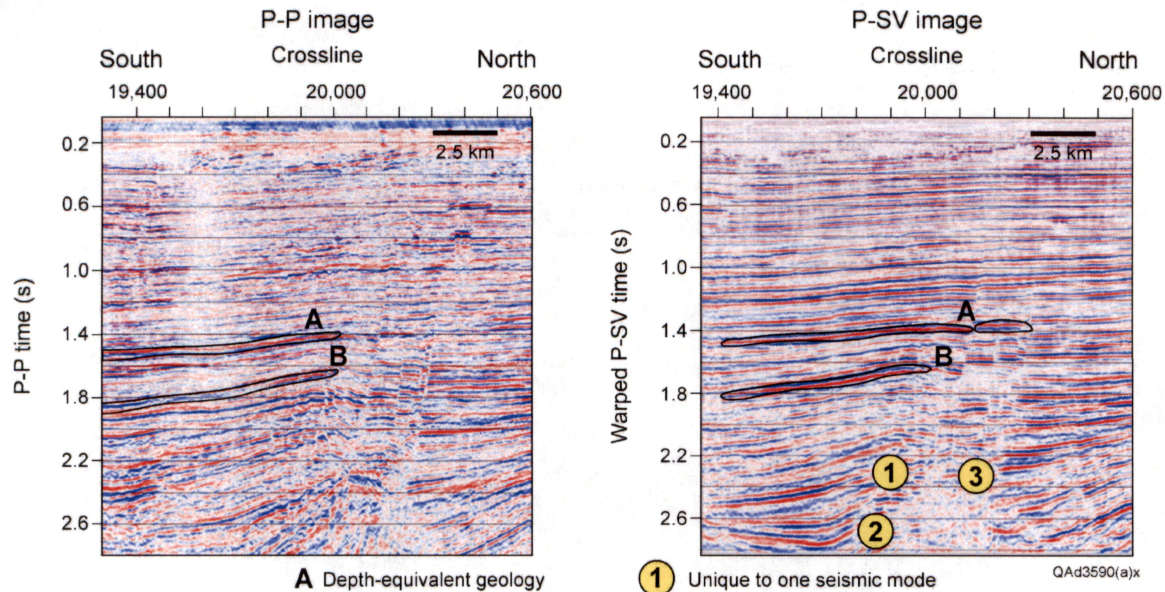 P-P image
South Crossline North
19,400 20,000 20,600
0.2
0.6
1.0
1.4
1.8
2.2
2.6
P-P time (s)
2.5 km
A
B
A Depth-equivalent geology
P-SV image
South Crossline North
19,400 20,000 20,600
0.2
0.6
1.0
1.4
1.8
2.2
2.6
Warped P-SV time (s)
2.5 km
A
B
1
3
2
1 Unique to one seismic mode
QAd3590(a)x